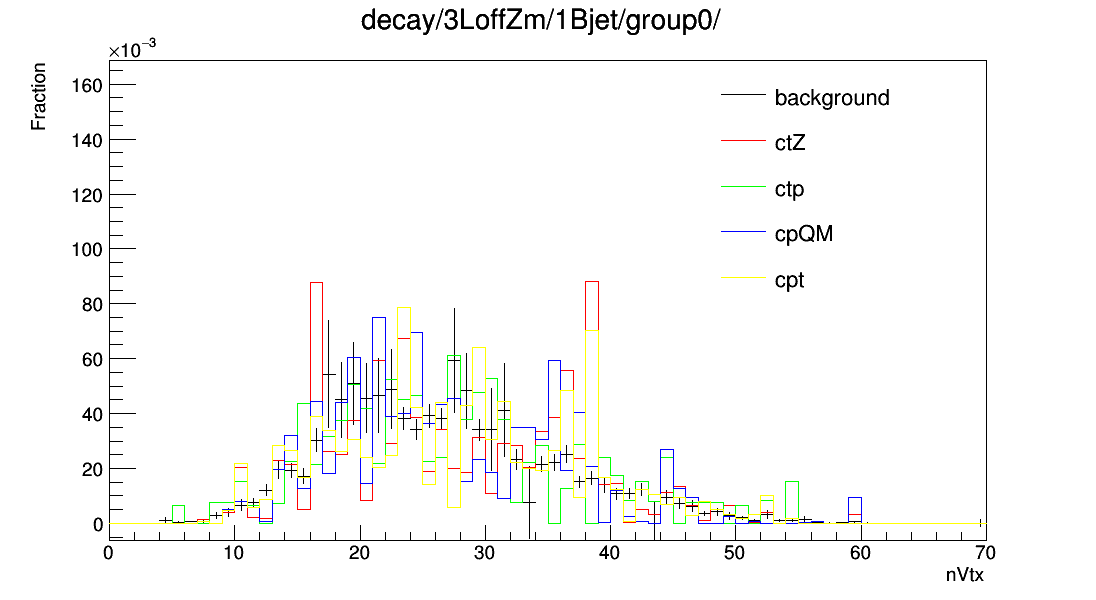 decay/3LoffZm/1Bjet/group0/
×10⁻³
Fraction
160
140
120
100
80
60
40
20
0
background
ctZ
ctp
cpQM
cpt
0 10 20 30 40 50 60 70
nVtx